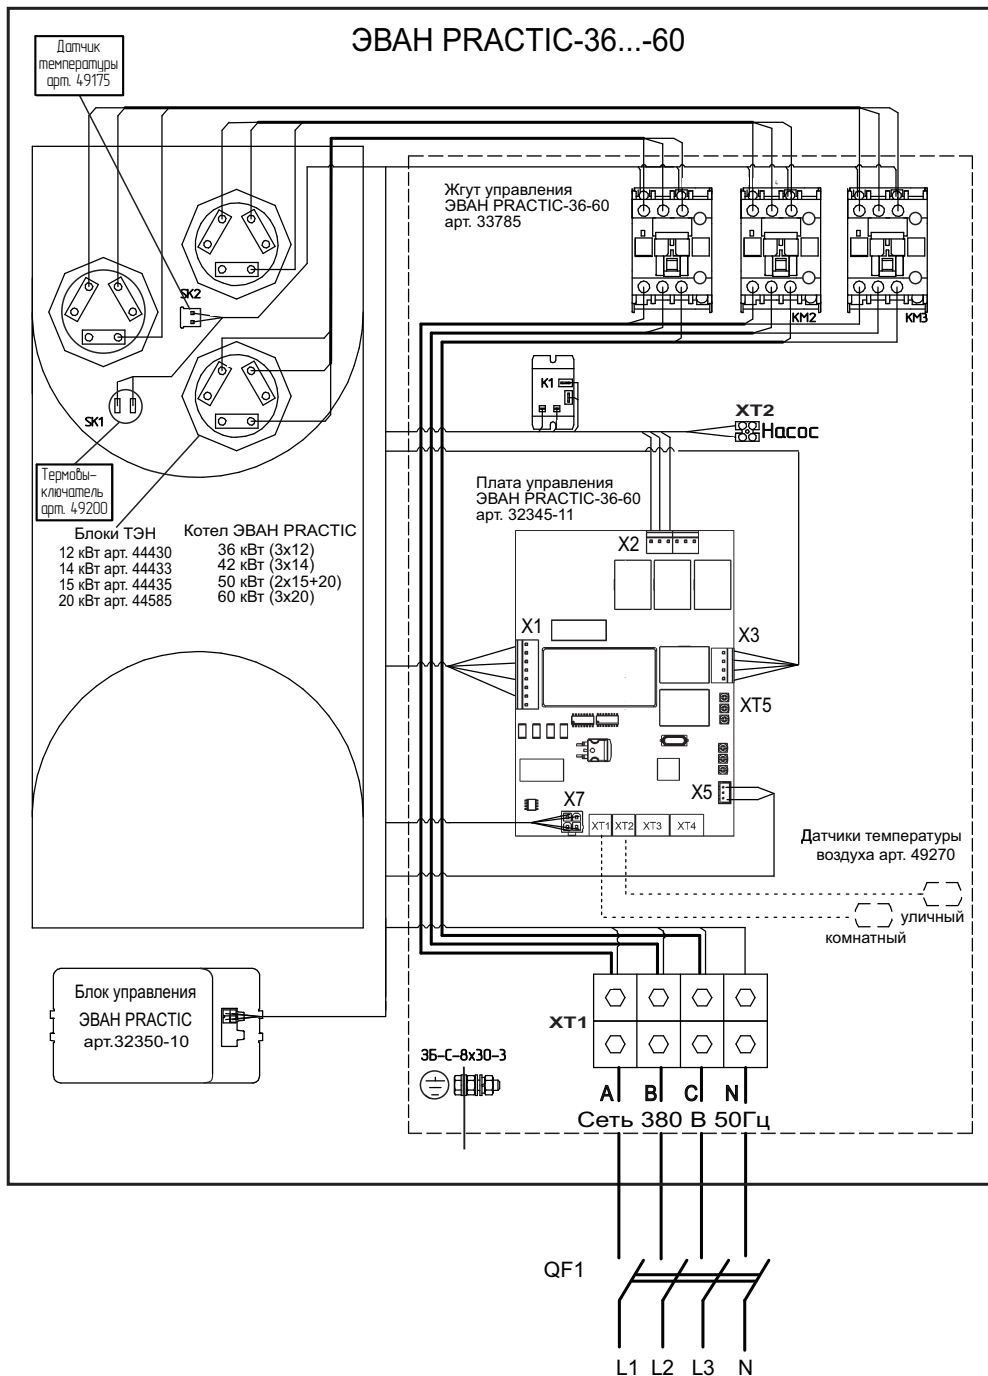 ЭВАН PRACTIC-36...-60
Датчик
температуры
арт. 49175
Жгут управления
ЭВАН PRACTIC-36-60
арт. 33785
SK2
KM2
KM3
K1
SK1
XT2
Насос
Термовы-
ключатель
арт. 49200
Плата управления
ЭВАН PRACTIC-36-60
арт. 32345-11
Блоки ТЭН
12 кВт арт. 44430
14 кВт арт. 44433
15 кВт арт. 44435
20 кВт арт. 44585
Котел ЭВАН PRACTIC
36 кВт (3х12)
42 кВт (3х14)
50 кВт (2х15+20)
60 кВт (3х20)
X2
X1
X3
XT5
X5
X7
XT1 XT2 XT3 XT4
Датчики температуры
воздуха арт. 49270
уличный
комнатный
Блок управления
ЭВАН PRACTIC
арт.32350-10
XT1
ЗБ-С-8х30-3
A B C N
Сеть 380 В 50Гц
QF1
L1 L2 L3 N